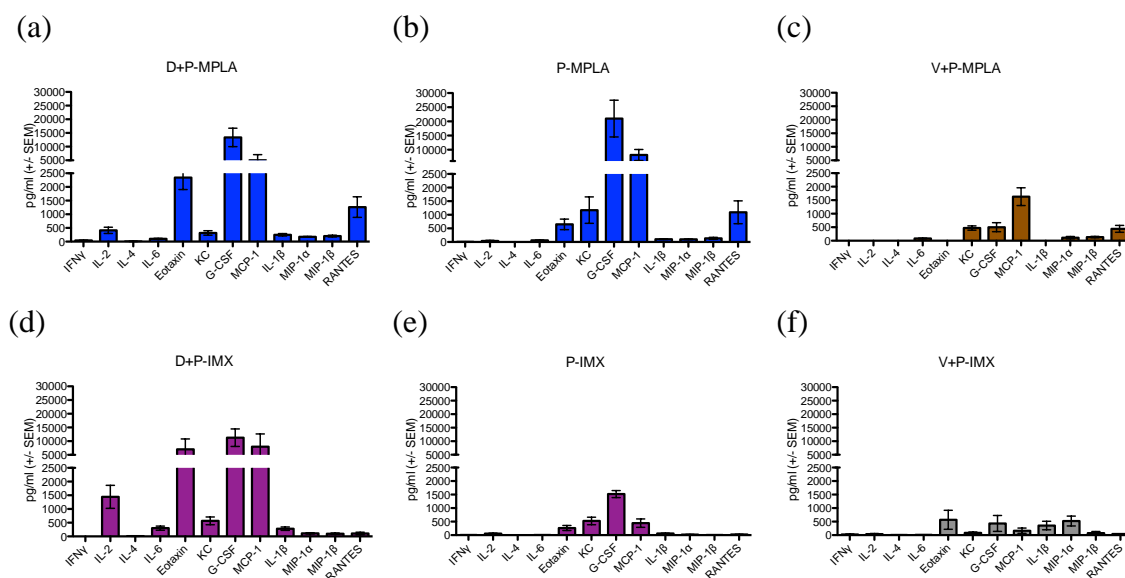 (a)
D+P-MPLA
pg/ml (+/- SEM)
30000
25000
20000
15000
10000
5000
2500
2000
1500
1000
500
0
IFNγ
IL-2
IL-4
IL-6
Eotaxin
KC
G-CSF
MCP-1
IL-1β
MIP-1α
MIP-1β
RANTES
(b)
P-MPLA
pg/ml (+/- SEM)
30000
25000
20000
15000
10000
5000
2500
2000
1500
1000
500
0
IFNγ
IL-2
IL-4
IL-6
Eotaxin
KC
G-CSF
MCP-1
IL-1β
MIP-1α
MIP-1β
RANTES
(c)
V+P-MPLA
pg/ml (+/- SEM)
30000
25000
20000
15000
10000
5000
2500
2000
1500
1000
500
0
IFNγ
IL-2
IL-4
IL-6
Eotaxin
KC
G-CSF
MCP-1
IL-1β
MIP-1α
MIP-1β
RANTES
(d)
D+P-IMX
pg/ml (+/- SEM)
30000
25000
20000
15000
10000
5000
2500
2000
1500
1000
500
0
IFNγ
IL-2
IL-4
IL-6
Eotaxin
KC
G-CSF
MCP-1
IL-1β
MIP-1α
MIP-1β
RANTES
(e)
P-IMX
pg/ml (+/- SEM)
30000
25000
20000
15000
10000
5000
2500
2000
1500
1000
500
0
IFNγ
IL-2
IL-4
IL-6
Eotaxin
KC
G-CSF
MCP-1
IL-1β
MIP-1α
MIP-1β
RANTES
(f)
V+P-IMX
pg/ml (+/- SEM)
30000
25000
20000
15000
10000
5000
2500
2000
1500
1000
500
0
IFNγ
IL-2
IL-4
IL-6
Eotaxin
KC
G-CSF
MCP-1
IL-1β
MIP-1α
MIP-1β
RANTES